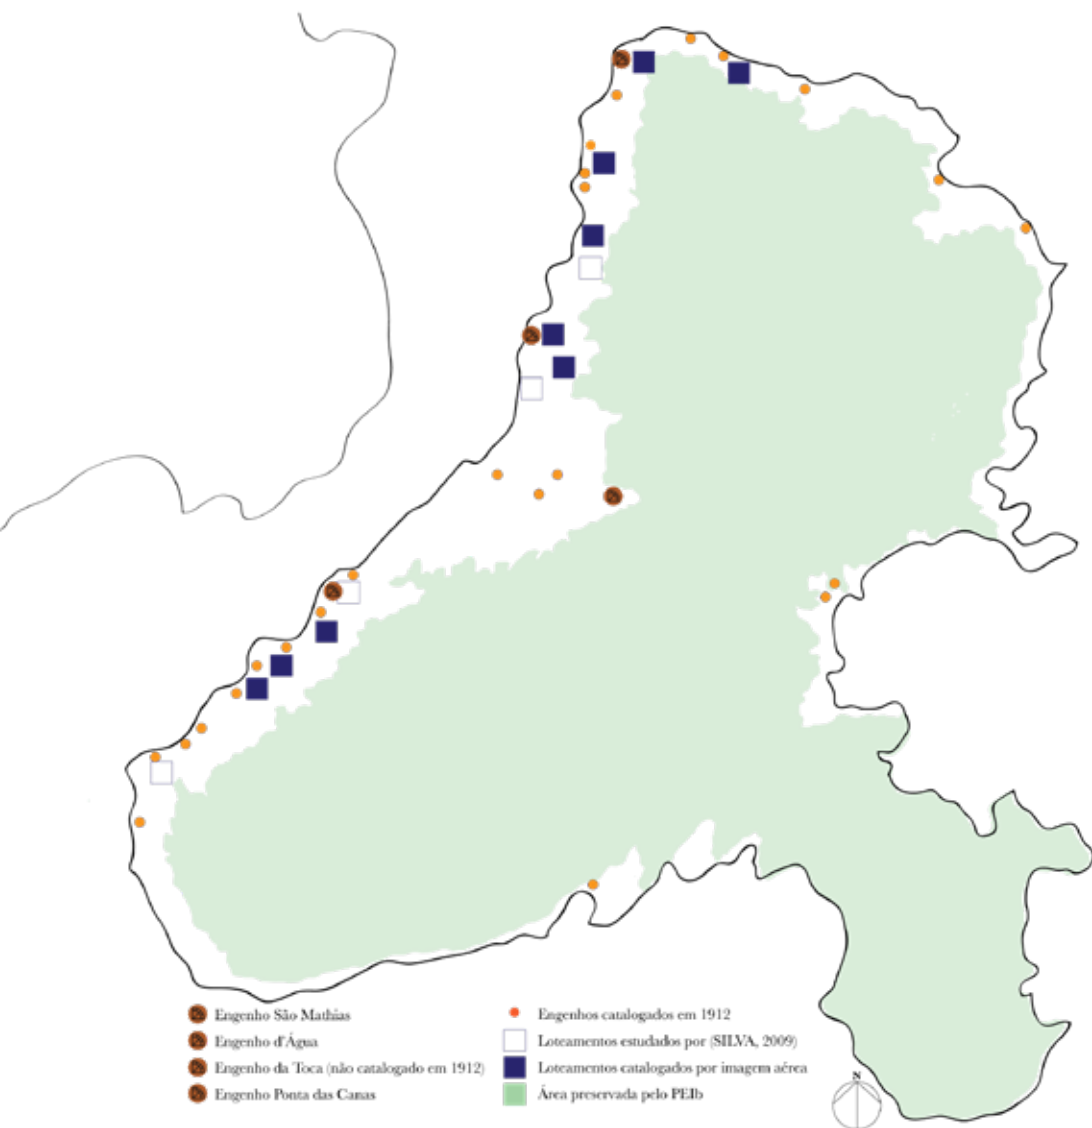 Engenho São Mathias
Engenho d'Água
Engenho da Toca (não catalogado em 1912)
Engenho Ponta das Canas
Engenhos catalogados em 1912
Loteamentos estudados por (SILVA, 2009)
Loteamentos catalogados por imagem aérea
Área preservada pelo PEIb
N